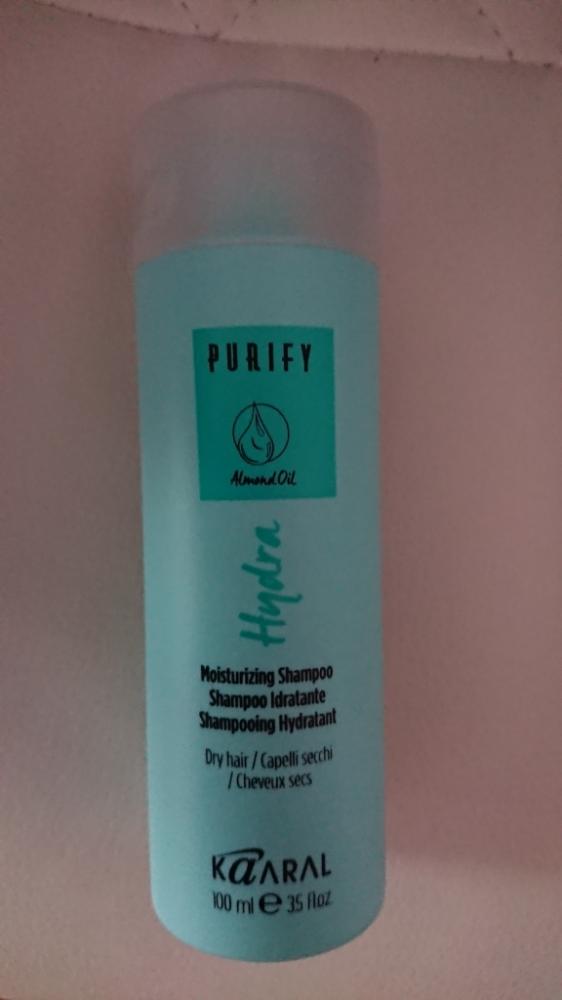 PURIFY
Almond Oil
Hydra
Moisturizing Shampoo
Shampoo Idratante
Shampooing Hydratant
Dry hair / Capelli secchi
/ Cheveux secs
KaARAL
100 ml e 3.5 fl.oz.